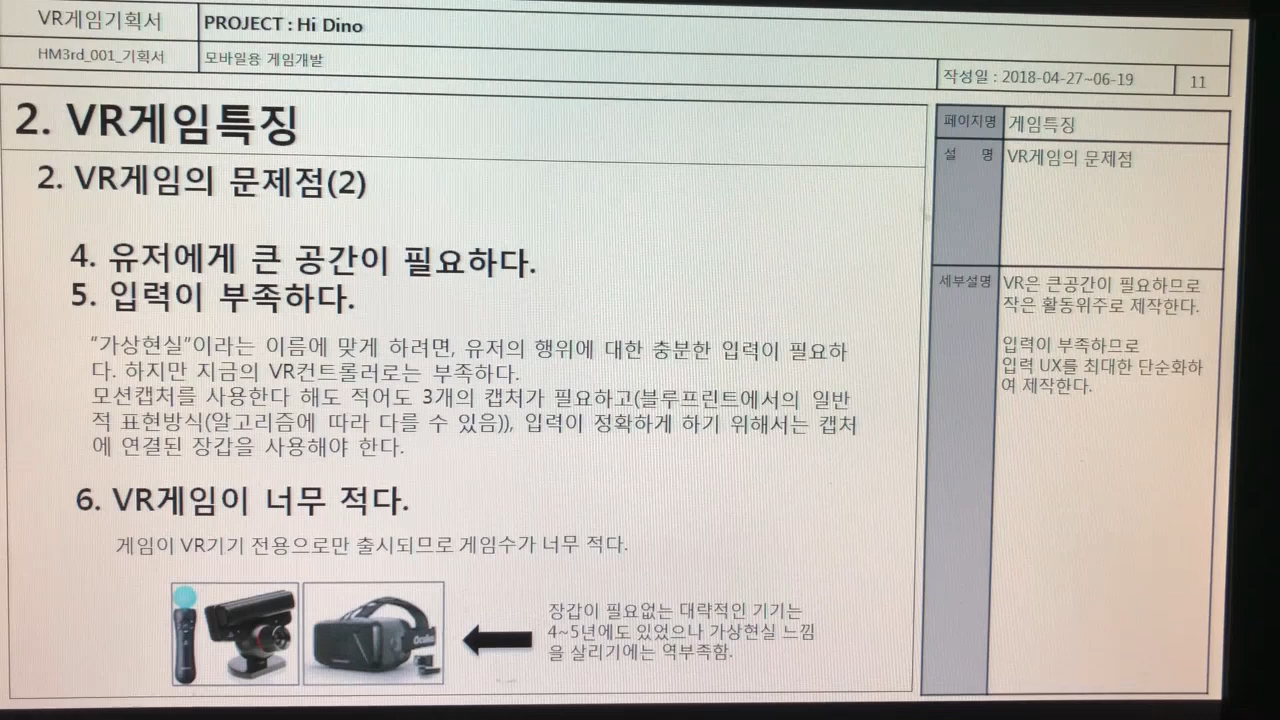 VR게임기획서
PROJECT : Hi Dino
HM3rd_001_기획서
모바일용 게임개발
작성일 : 2018-04-27~06-19
11
2. VR게임특징
2. VR게임의 문제점(2)
4. 유저에게 큰 공간이 필요하다.
5. 입력이 부족하다.
"가상현실"이라는 이름에 맞게 하려면, 유저의 행위에 대한 충분한 입력이 필요하
다. 하지만 지금의 VR컨트롤러로는 부족하다.
모션캡처를 사용한다 해도 적어도 3개의 캡처가 필요하고(블루프린트에서의 일반
적 표현방식(알고리즘에 따라 다를 수 있음)), 입력이 정확하게 하기 위해서는 캡처
에 연결된 장갑을 사용해야 한다.
6. VR게임이 너무 적다.
게임이 VR기기 전용으로만 출시되므로 게임수가 너무 적다.
Oculus
장갑이 필요없는 대략적인 기기는
4~5년에도 있었으나 가상현실 느낌
을 살리기에는 역부족함.
페이지명
게임특징
설 명
VR게임의 문제점
세부설명
VR은 큰공간이 필요하므로
작은 활동위주로 제작한다.
입력이 부족하므로
입력 UX를 최대한 단순화하
여 제작한다.